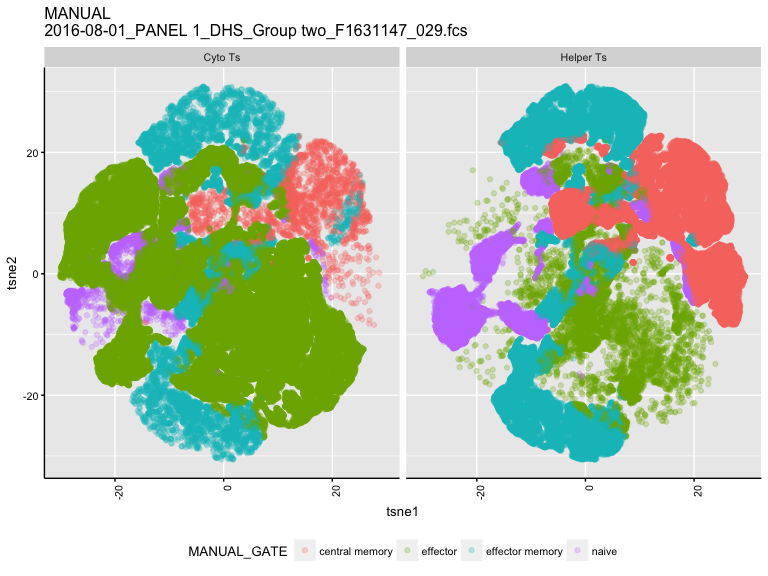 MANUAL
2016-08-01_PANEL 1_DHS_Group two_F1631147_029.fcs
Cyto Ts
Helper Ts
20
0
-20
tsne2
-20
0
20
-20
0
20
tsne1
MANUAL_GATE
central memory
effector
effector memory
naive